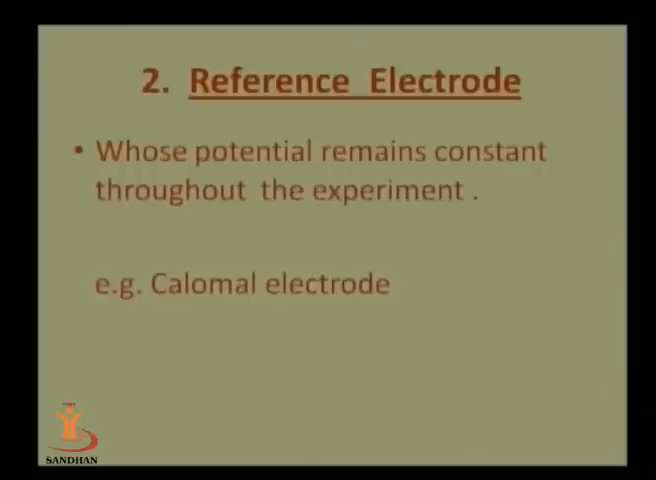 2. Reference Electrode
• Whose potential remains constant
throughout the experiment .
e.g. Calomal electrode
SANDHAN